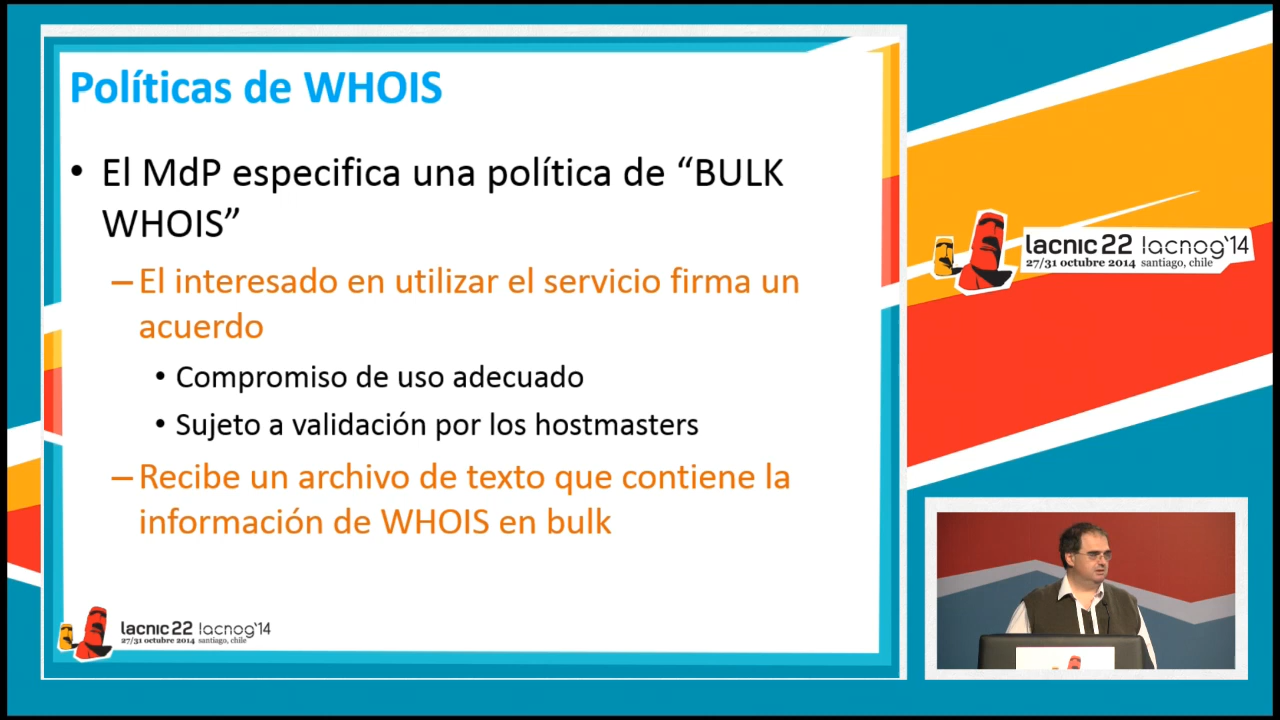 Políticas de WHOIS
• El MdP especifica una política de “BULK
WHOIS”
– El interesado en utilizar el servicio firma un
acuerdo
• Compromiso de uso adecuado
• Sujeto a validación por los hostmasters
– Recibe un archivo de texto que contiene la
información de WHOIS en bulk
lacnic 22 lacnog'14
27/31 octubre 2014 santiago, chile
lacnic 22 lacnog'14
27/31 octubre 2014 santiago, chile